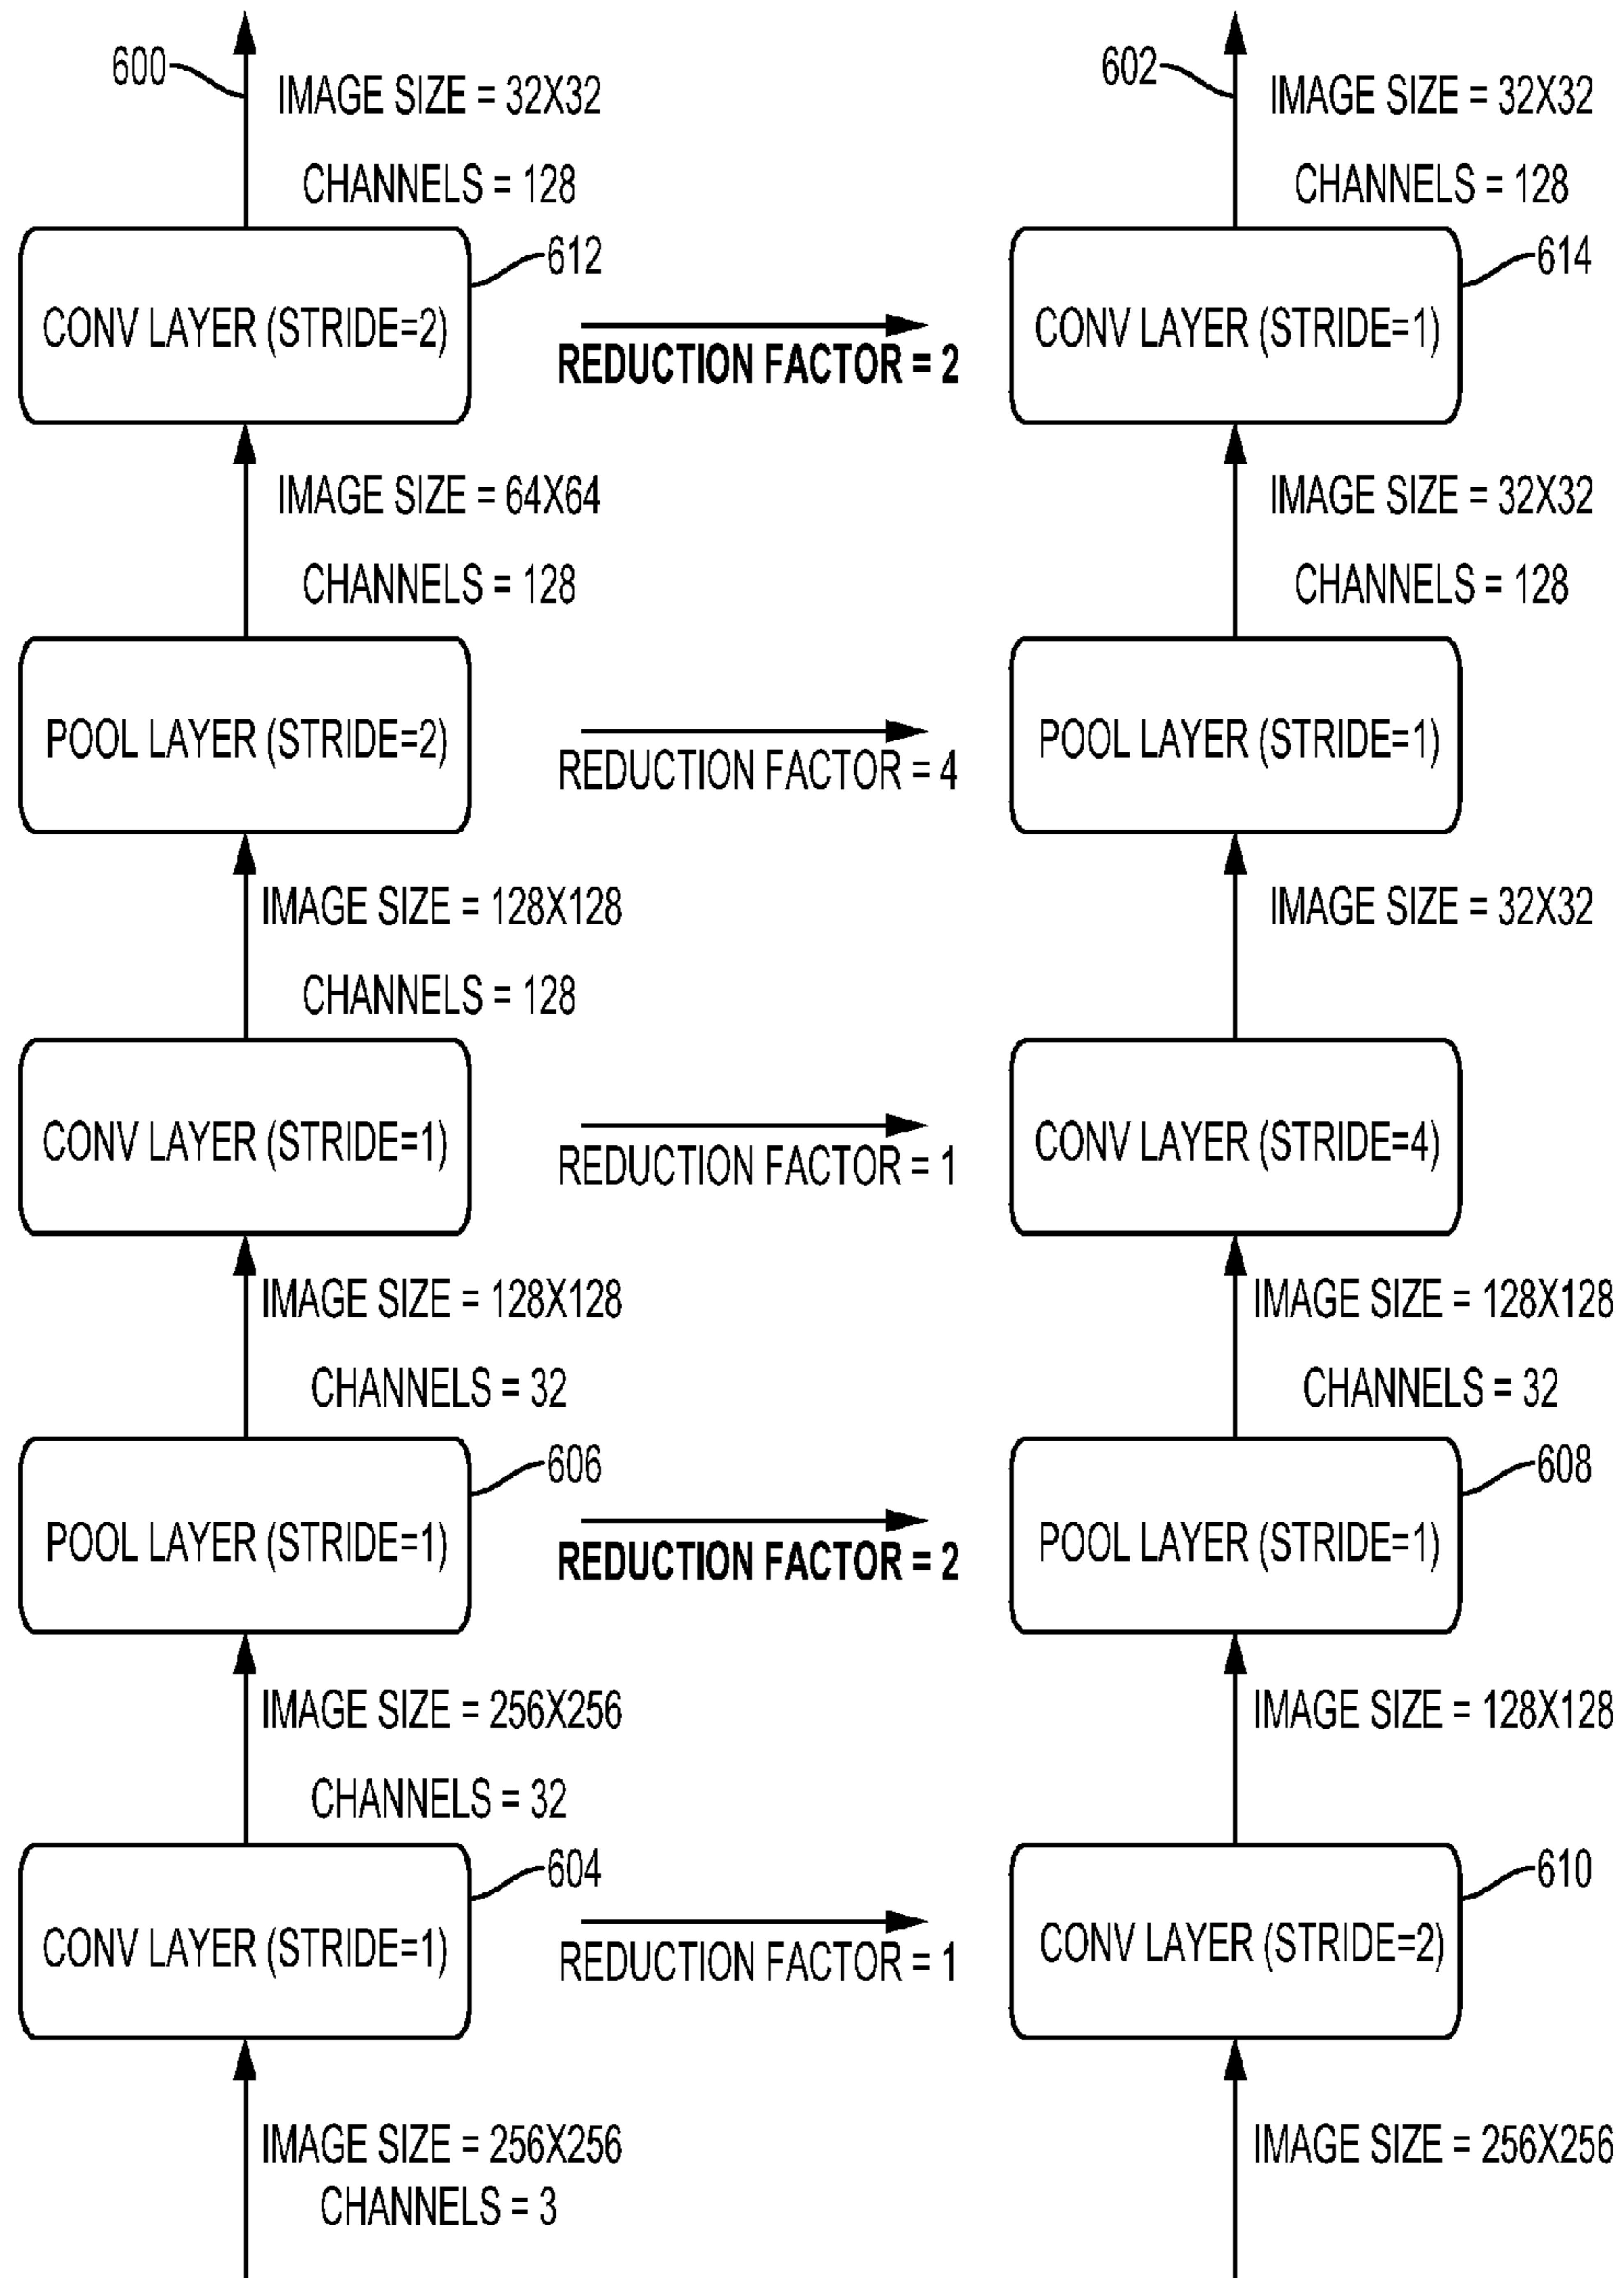 600
IMAGE SIZE = 32X32
CHANNELS = 128
602
IMAGE SIZE = 32X32
CHANNELS = 128
612
CONV LAYER (STRIDE=2)
REDUCTION FACTOR = 2
614
CONV LAYER (STRIDE=1)
IMAGE SIZE = 64X64
CHANNELS = 128
IMAGE SIZE = 32X32
CHANNELS = 128
POOL LAYER (STRIDE=2)
REDUCTION FACTOR = 4
POOL LAYER (STRIDE=1)
IMAGE SIZE = 128X128
CHANNELS = 128
IMAGE SIZE = 32X32
CONV LAYER (STRIDE=1)
REDUCTION FACTOR = 1
CONV LAYER (STRIDE=4)
IMAGE SIZE = 128X128
CHANNELS = 32
IMAGE SIZE = 128X128
CHANNELS = 32
606
POOL LAYER (STRIDE=1)
REDUCTION FACTOR = 2
608
POOL LAYER (STRIDE=1)
IMAGE SIZE = 256X256
CHANNELS = 32
IMAGE SIZE = 128X128
604
CONV LAYER (STRIDE=1)
REDUCTION FACTOR = 1
610
CONV LAYER (STRIDE=2)
IMAGE SIZE = 256X256
CHANNELS = 3
IMAGE SIZE = 256X256